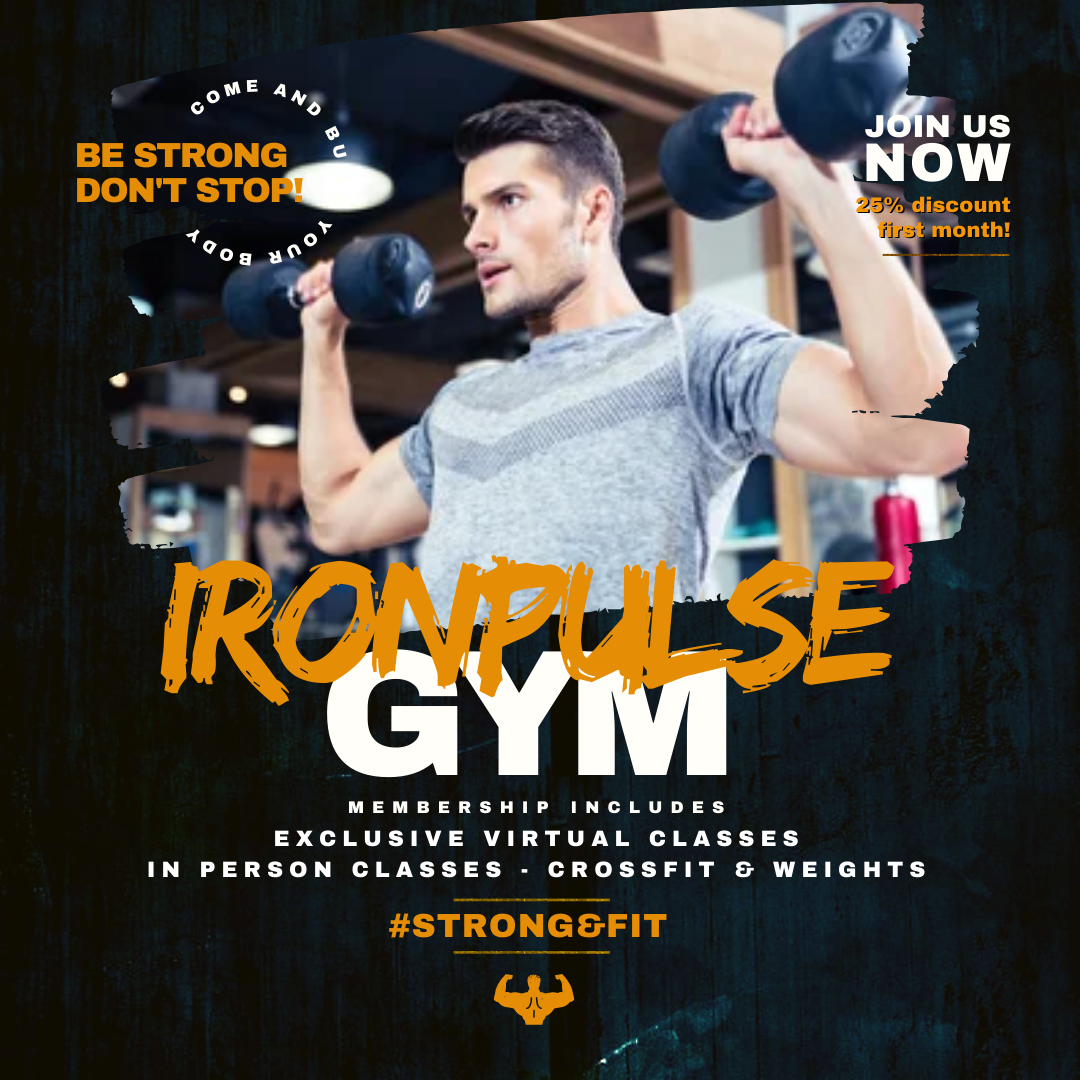 COME AND BU
YOUR BODY
BE STRONG
DON'T STOP!
JOIN US
NOW
25% discount
first month!
IRONPULSE
GYM
MEMBERSHIP INCLUDES
EXCLUSIVE VIRTUAL CLASSES
IN PERSON CLASSES - CROSSFIT & WEIGHTS
#STRONG&FIT